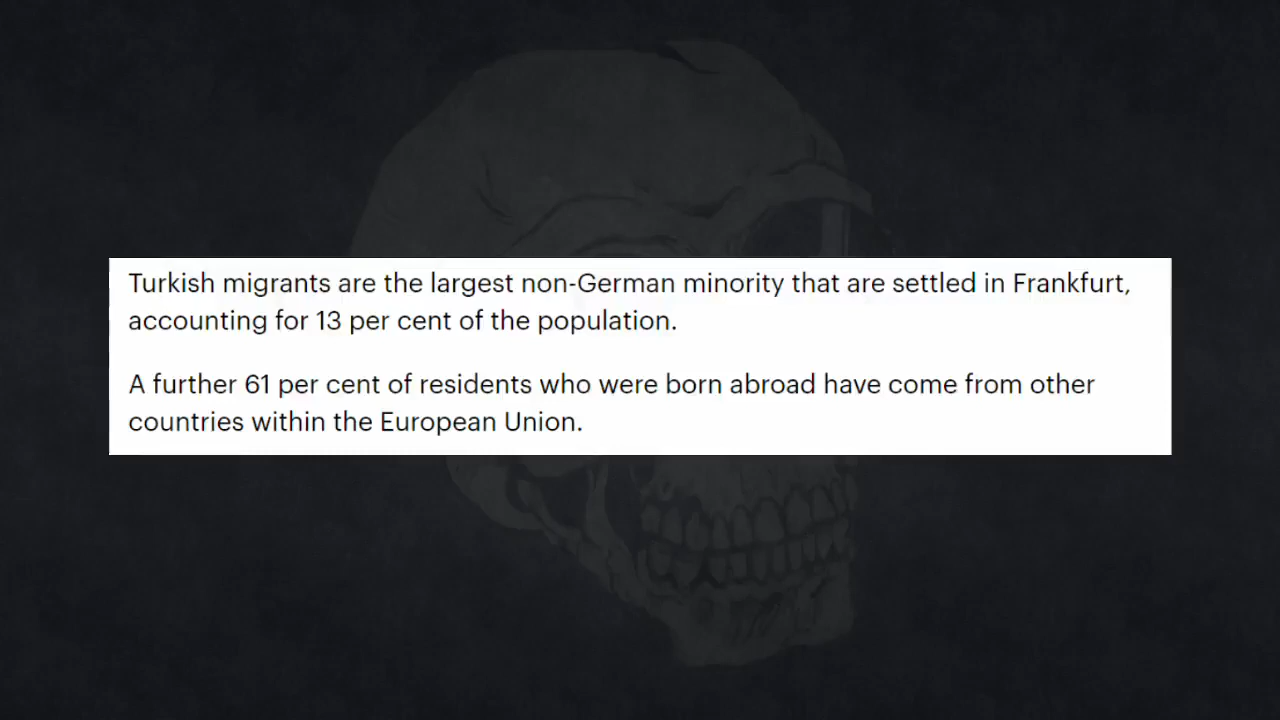 Turkish migrants are the largest non-German minority that are settled in Frankfurt,
accounting for 13 per cent of the population.
A further 61 per cent of residents who were born abroad have come from other
countries within the European Union.